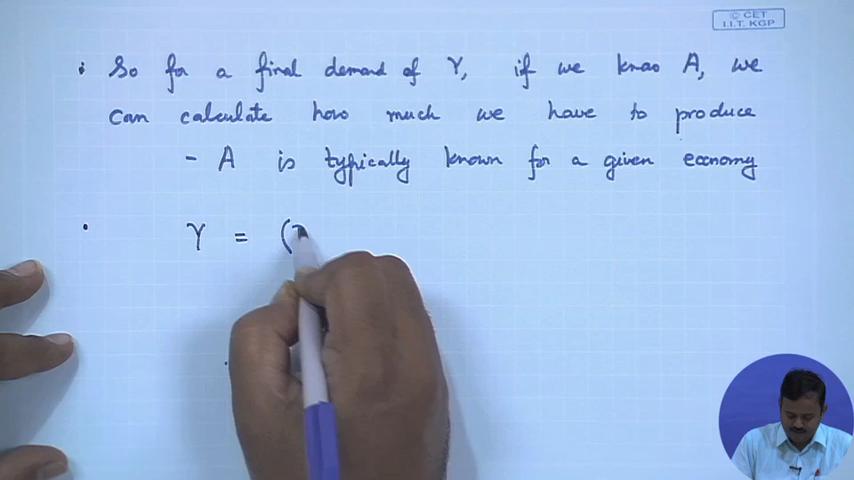 © CET
I.I.T. KGP
So for a final demand of Y, if we know A, we
can calculate how much we have to produce
- A is typically known for a given economy
• Y = (